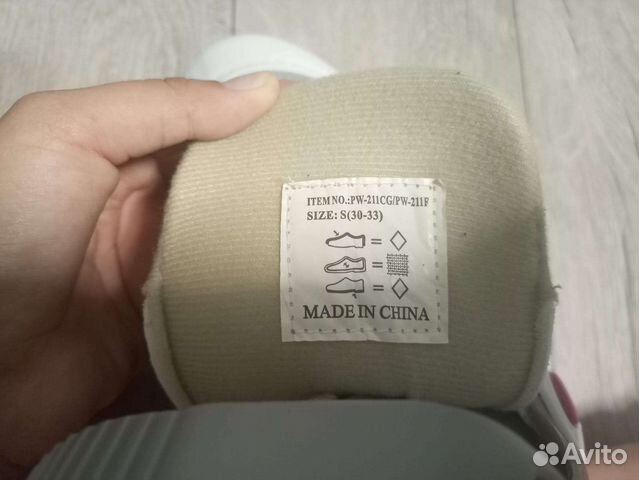 ITEM NO.:PW-211CG/PW-211F
SIZE: S(30-33)
MADE IN CHINA
Avito